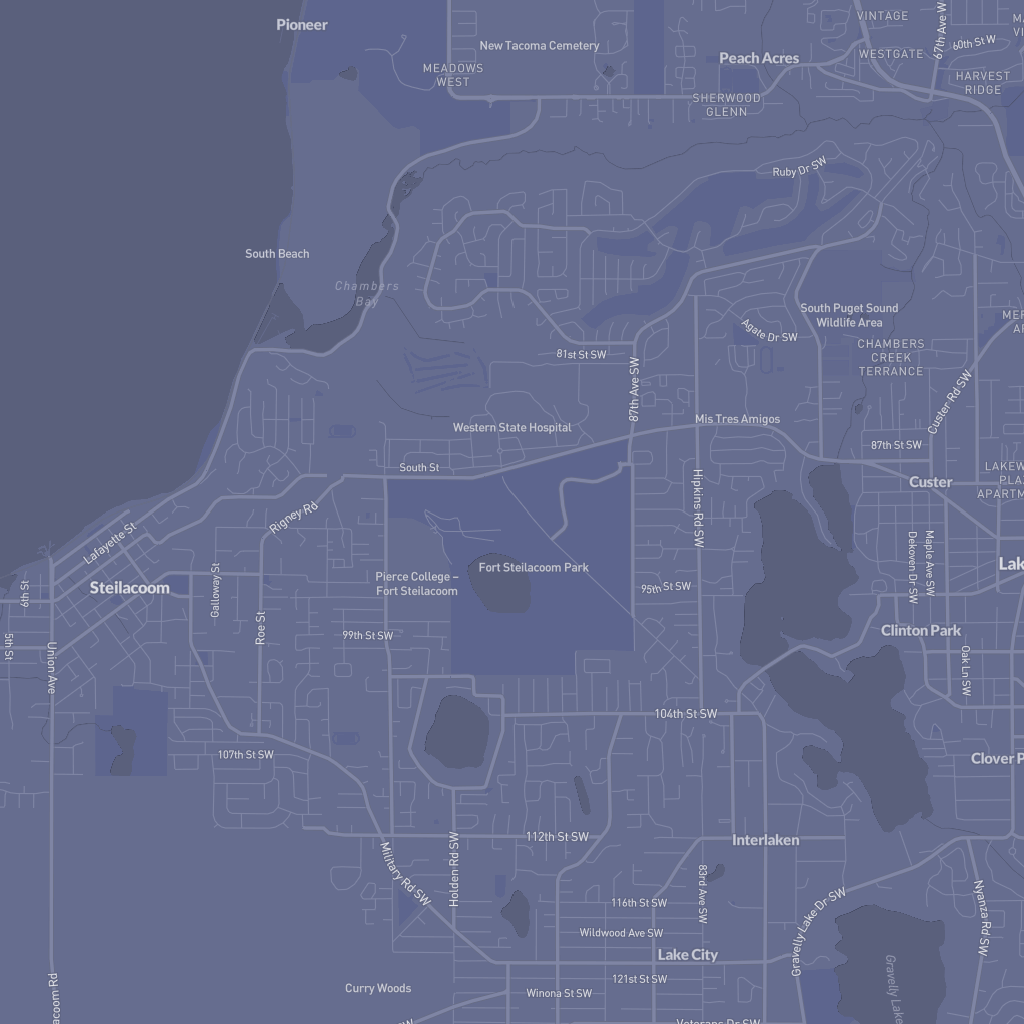 Pioneer
VINTAGE
67th Ave W
60th St W
New Tacoma Cemetery
WESTGATE
Peach Acres
MEADOWS
WEST
HARVEST
RIDGE
SHERWOOD
GLENN
Ruby Dr SW
South Beach
Chambers
Bay
South Puget Sound
Wildlife Area
Agate Dr SW
CHAMBERS
CREEK
TERRANCE
81st St SW
87th Ave SW
Custer Rd SW
Mis Tres Amigos
Western State Hospital
87th St SW
South St
Custer
Hipkins Rd SW
Rigney Rd
Lafayette St
Maple Ave SW
Dekoven Dr SW
Fort Steilacoom Park
Pierce College –
Fort Steilacoom
Steilacoom
Galloway St
6th St
95th St SW
Roe St
99th St SW
Clinton Park
5th St
Union Ave
Oak Ln SW
104th St SW
107th St SW
Clover P
112th St SW
Interlaken
Military Rd SW
Holden Rd SW
83rd Ave SW
116th St SW
Gravelly Lake Dr SW
Nyanza Rd SW
Wildwood Ave SW
Lake City
121st St SW
Gravelly Lake
Curry Woods
Winona St SW
acoom Rd
Veterans Dr SW